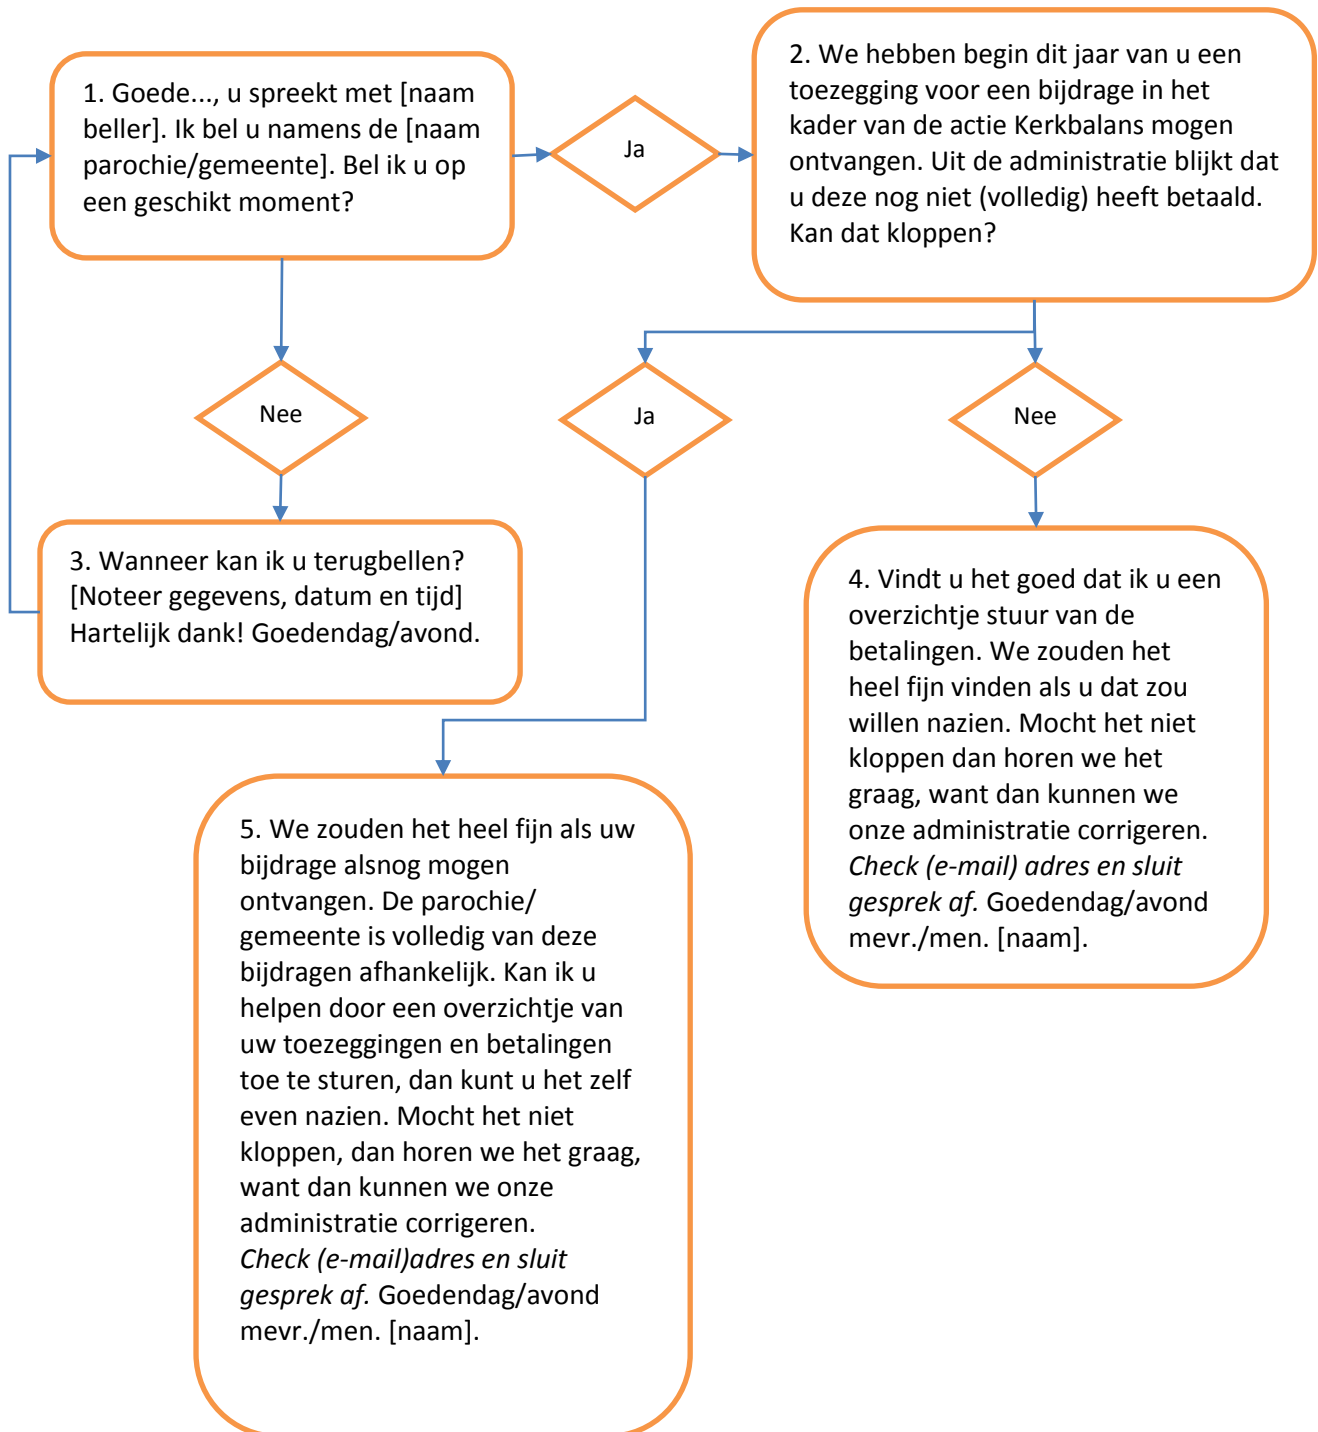 1. Goede..., u spreekt met [naam
beller]. Ik bel u namens de [naam
parochie/gemeente]. Bel ik u op
een geschikt moment?
Ja
2. We hebben begin dit jaar van u een
toezegging voor een bijdrage in het
kader van de actie Kerkbalans mogen
ontvangen. Uit de administratie blijkt dat
u deze nog niet (volledig) heeft betaald.
Kan dat kloppen?
Nee
Ja
Nee
3. Wanneer kan ik u terugbellen?
[Noteer gegevens, datum en tijd]
Hartelijk dank! Goedendag/avond.
4. Vindt u het goed dat ik u een
overzichtje stuur van de
betalingen. We zouden het
heel fijn vinden als u dat zou
willen nazien. Mocht het niet
kloppen dan horen we het
graag, want dan kunnen we
onze administratie corrigeren.
Check (e-mail) adres en sluit
gesprek af. Goedendag/avond
mevr./men. [naam].
5. We zouden het heel fijn als uw
bijdrage alsnog mogen
ontvangen. De parochie/
gemeente is volledig van deze
bijdragen afhankelijk. Kan ik u
helpen door een overzichtje van
uw toezeggingen en betalingen
toe te sturen, dan kunt u het zelf
even nazien. Mocht het niet
kloppen, dan horen we het graag,
want dan kunnen we onze
administratie corrigeren.
Check (e-mail)adres en sluit
gesprek af. Goedendag/avond
mevr./men. [naam].